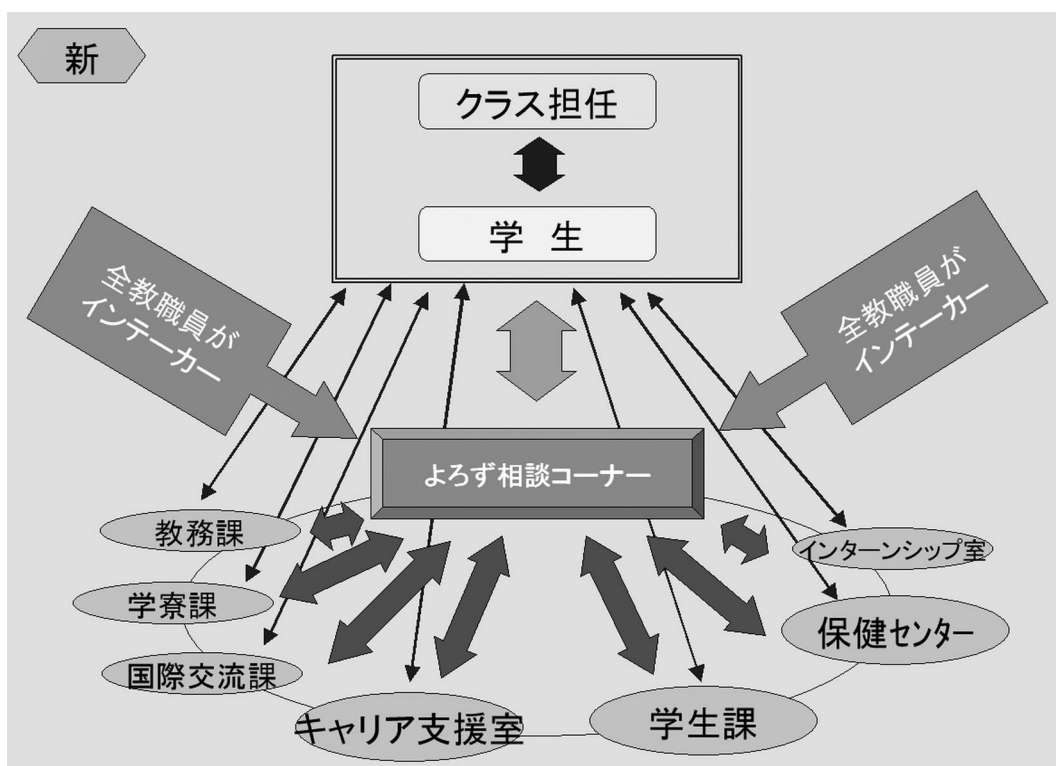 新
クラス担任
学 生
全教職員が
インテーカー
全教職員が
インテーカー
よろず相談コーナー
教務課
インターンシップ室
学寮課
保健センター
国際交流課
キャリア支援室
学生課